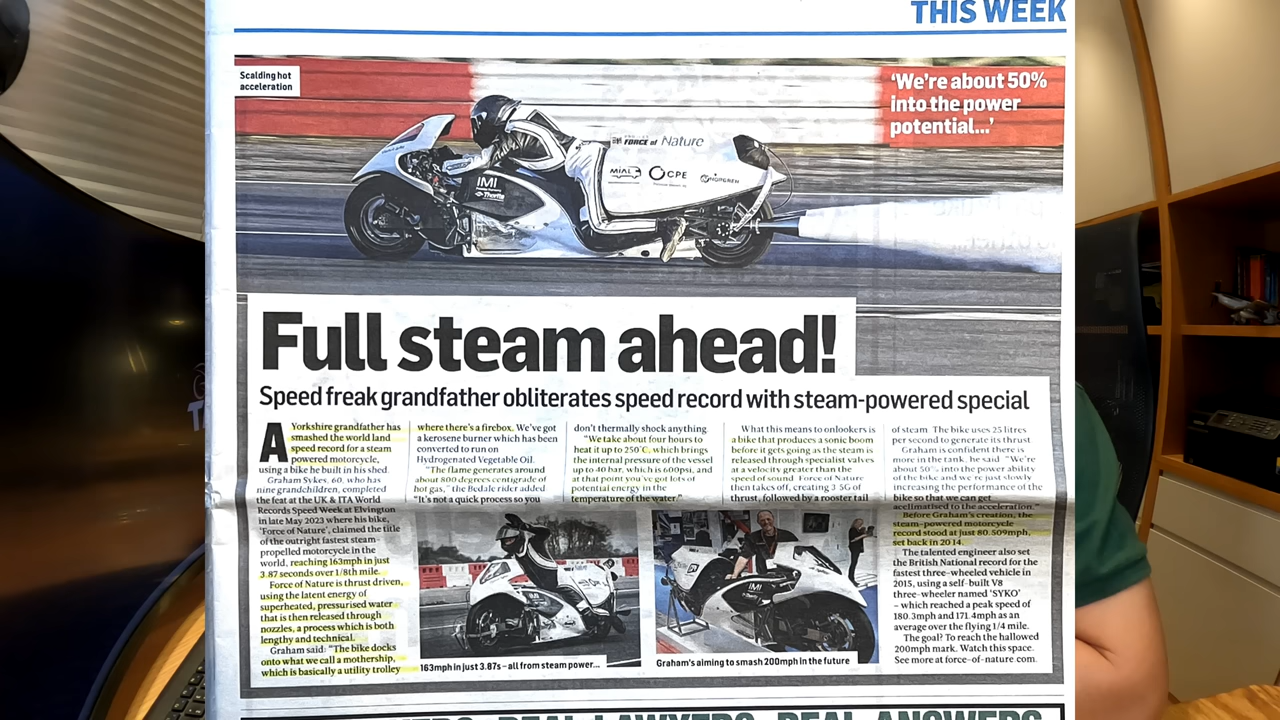 THIS WEEK
Scalding hot
acceleration
'We're about 50%
into the power
potential...'
FORCE of Nature
MIAL
CPE
NORGREN
IMI
Thortex
Full steam ahead!
Speed freak grandfather obliterates speed record with steam-powered special
A Yorkshire grandfather has
smashed the world land
speed record for a steam
powered motorcycle,
using a bike he built in his shed.
Graham Sykes, 60, who has
nine grandchildren, completed
the feat at the UK & ITA World
Records Speed Week at Elvington
in late May 2023 where his bike,
'Force of Nature', claimed the title
of the outright fastest steam-
propelled motorcycle in the
world, reaching 163mph in just
3.87 seconds over 1/8th mile.
Force of Nature is thrust driven,
using the latent energy of
superheated, pressurised water
that is then released through
nozzles, a process which is both
lengthy and technical.
Graham said: "The bike docks
onto what we call a mothership,
which is basically a utility trolley
where there's a firebox. We've got
a kerosene burner which has been
converted to run on
Hydrogenated Vegetable Oil.
"The flame generates around
about 800 degrees centigrade of
hot gas," the Bedale rider added
"It's not a quick process so you
don't thermally shock anything.
"We take about four hours to
heat it up to 250°C, which brings
the internal pressure of the vessel
up to 40 bar, which is 600psi, and
at that point you've got lots of
potential energy in the
temperature of the water."
What this means to onlookers is
a bike that produces a sonic boom
before it gets going as the steam is
released through specialist valves
at a velocity greater than the
speed of sound. Force of Nature
then takes off, creating 3.5G of
thrust, followed by a rooster tail
of steam. The bike uses 25 litres
per second to generate its thrust
Graham is confident there is
more in the tank, he said "We're
about 50% into the power ability
of the bike and we're just slowly
increasing the performance of the
bike so that we can get
acclimatised to the acceleration."
Before Graham's creation, the
steam-powered motorcycle
record stood at just 80.509mph,
set back in 2014.
The talented engineer also set
the British National record for the
fastest three-wheeled vehicle in
2015, using a self-built V8
three-wheeler named 'SYKO'
– which reached a peak speed of
180.3mph and 171.4mph as an
average over the flying 1/4 mile.
The goal? To reach the hallowed
200mph mark. Watch this space.
See more at force-of-nature.com.
IMI
163mph in just 3.87s – all from steam power...
Graham's aiming to smash 200mph in the future
REAL LAWYERS. REAL ANSWERS